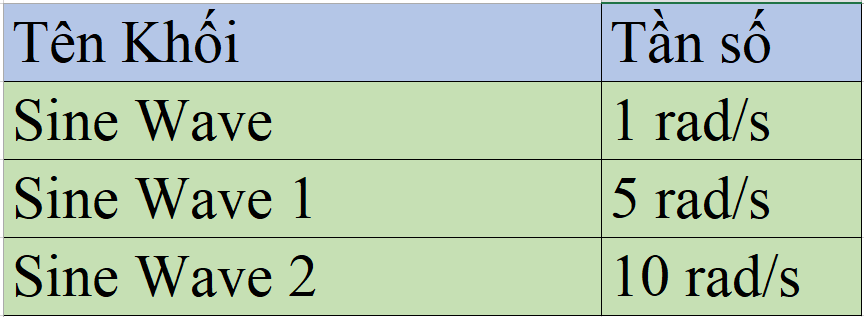 Tên Khối Tần số
Sine Wave 1 rad/s
Sine Wave 1 5 rad/s
Sine Wave 2 10 rad/s